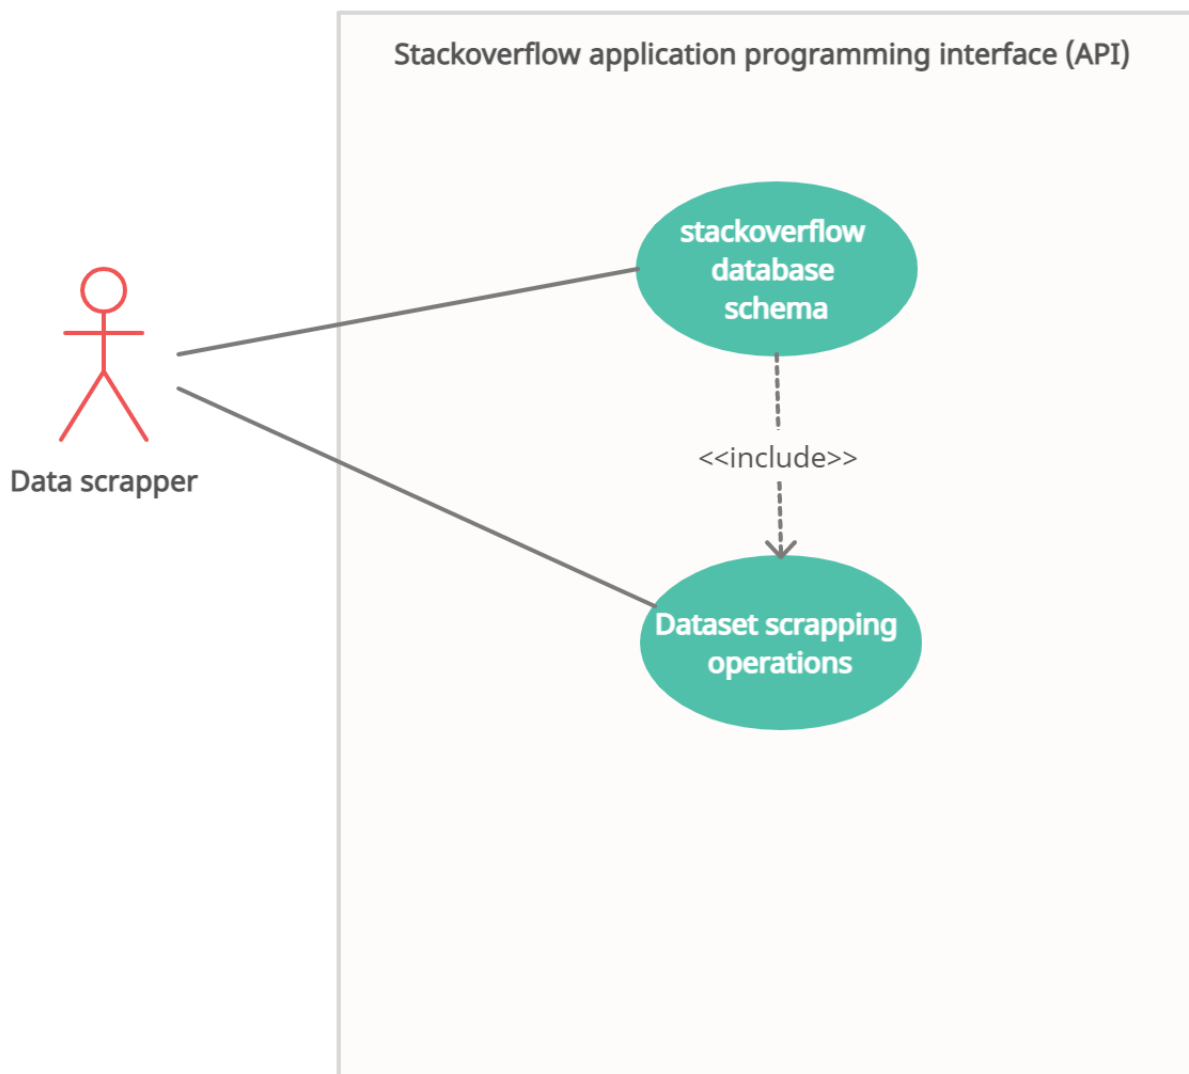 Stackoverflow application programming interface (API)
stackoverflow
database
schema
<<include>>
Data scrapper
Dataset scrapping
operations